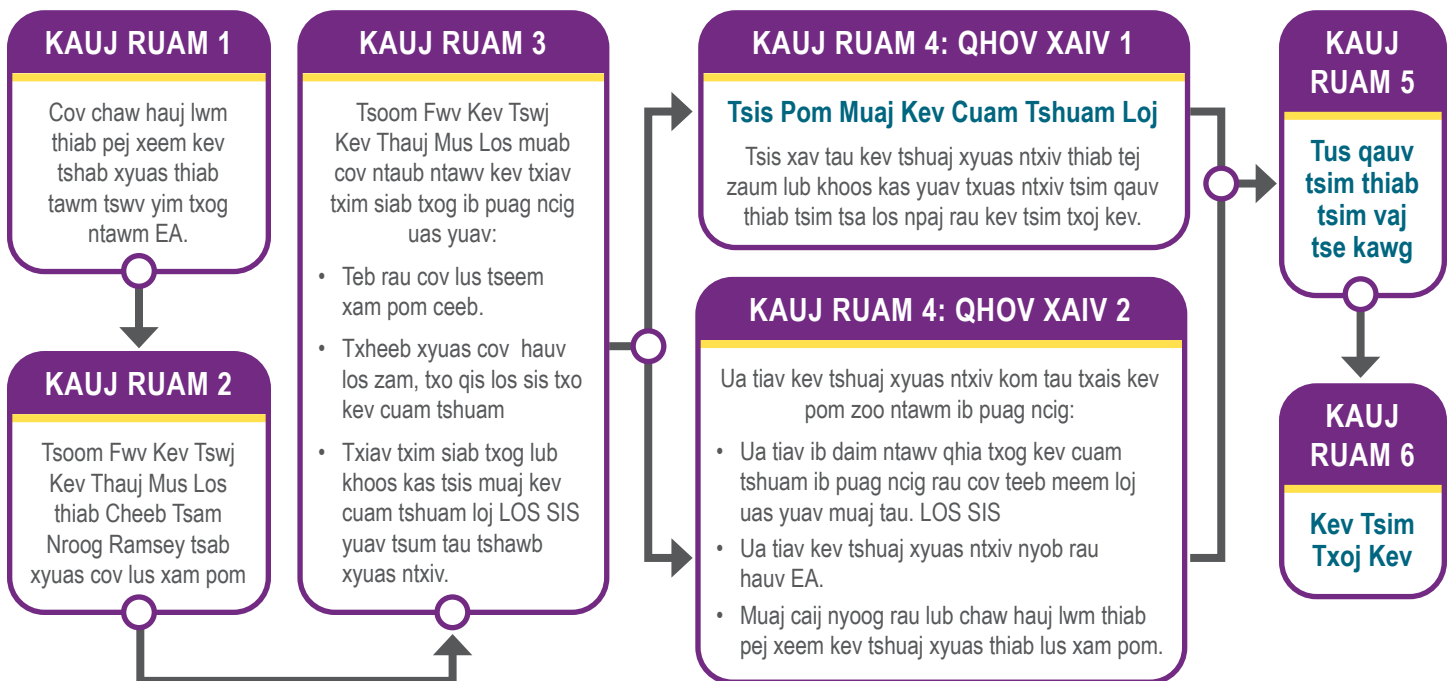 KAUJ RUAM 1
Cov chaw hauj lwm
thiab pej xeem kev
tshab xyuas thiab
tawm tswv yim txog
ntawm EA.
KAUJ RUAM 2
Tsoom Fwv Kev Tswj
Kev Thauj Mus Los
thiab Cheeb Tsam
Nroog Ramsey tsab
xyuas cov lus xam pom
KAUJ RUAM 3
Tsoom Fwv Kev Tswj
Kev Thauj Mus Los muab
cov ntaub ntawv kev txiav
txim siab txog ib puag ncig
uas yuav:
• Teb rau cov lus tseem
xam pom ceeb.
• Txheeb xyuas cov hauv
los zam, txo qis los sis txo
kev cuam tshuam
• Txiav txim siab txog lub
khoos kas tsis muaj kev
cuam tshuam loj LOS SIS
yuav tsum tau tshawb
xyuas ntxiv.
KAUJ RUAM 4: QHOV XAIV 1
Tsis Pom Muaj Kev Cuam Tshuam Loj
Tsis xav tau kev tshuaj xyuas ntxiv thiab tej
zaum lub khoos kas yuav txuas ntxiv tsim qauv
thiab tsim tsa los npaj rau kev tsim txoj kev.
KAUJ RUAM 4: QHOV XAIV 2
Ua tiav kev tshuaj xyuas ntxiv kom tau txais kev
pom zoo ntawm ib puag ncig:
• Ua tiav ib daim ntawv qhia txog kev cuam
tshuam ib puag ncig rau cov teeb meem loj
uas yuav muaj tau. LOS SIS
• Ua tiav kev tshuaj xyuas ntxiv nyob rau
hauv EA.
• Muaj caij nyoog rau lub chaw hauj lwm thiab
pej xeem kev tshuaj xyuas thiab lus xam pom.
KAUJ
RUAM 5
Tus qauv
tsim thiab
tsim vaj
tse kawg
KAUJ
RUAM 6
Kev Tsim
Txoj Kev